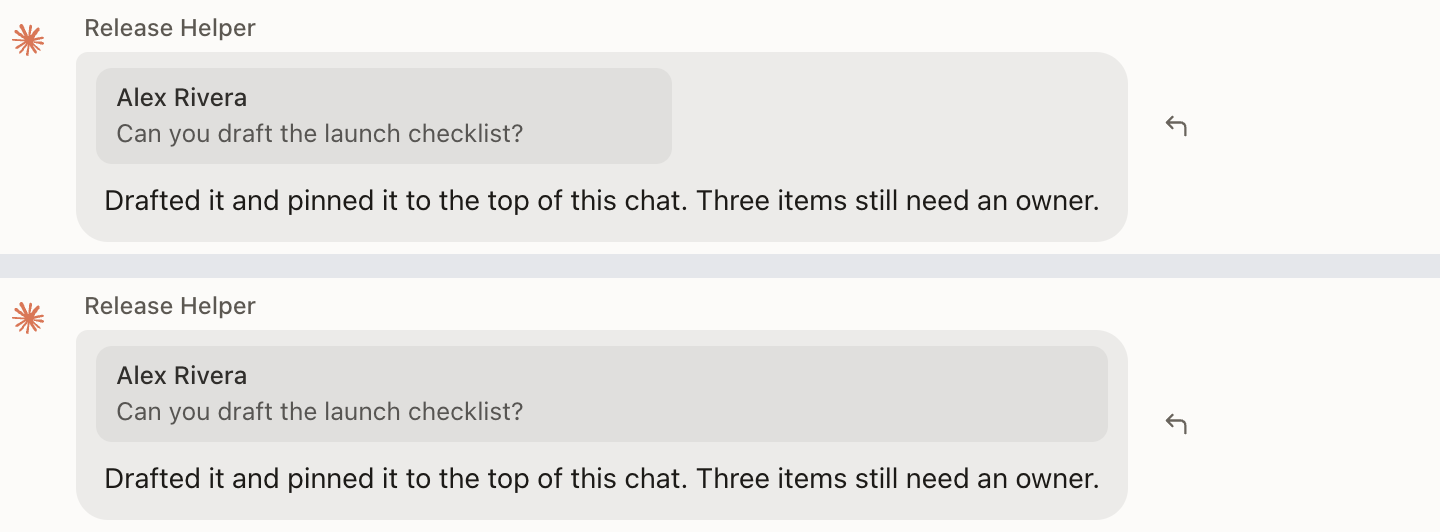 Release Helper
Alex Rivera
Can you draft the launch checklist?
Drafted it and pinned it to the top of this chat. Three items still need an owner.
Release Helper
Alex Rivera
Can you draft the launch checklist?
Drafted it and pinned it to the top of this chat. Three items still need an owner.